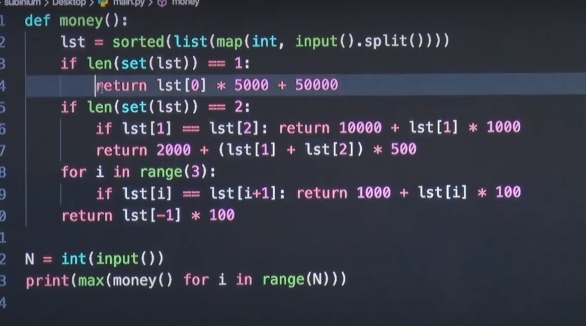 subinium > Desktop > main.py > money
1 def money():
2 lst = sorted(list(map(int, input().split())))
3 if len(set(lst)) == 1:
4 return lst[0] * 5000 + 50000
5 if len(set(lst)) == 2:
6 if lst[1] == lst[2]: return 10000 + lst[1] * 1000
7 return 2000 + (lst[1] + lst[2]) * 500
8 for i in range(3):
9 if lst[i] == lst[i+1]: return 1000 + lst[i] * 100
0 return lst[-1] * 100
1
2 N = int(input())
3 print(max(money() for i in range(N)))
4